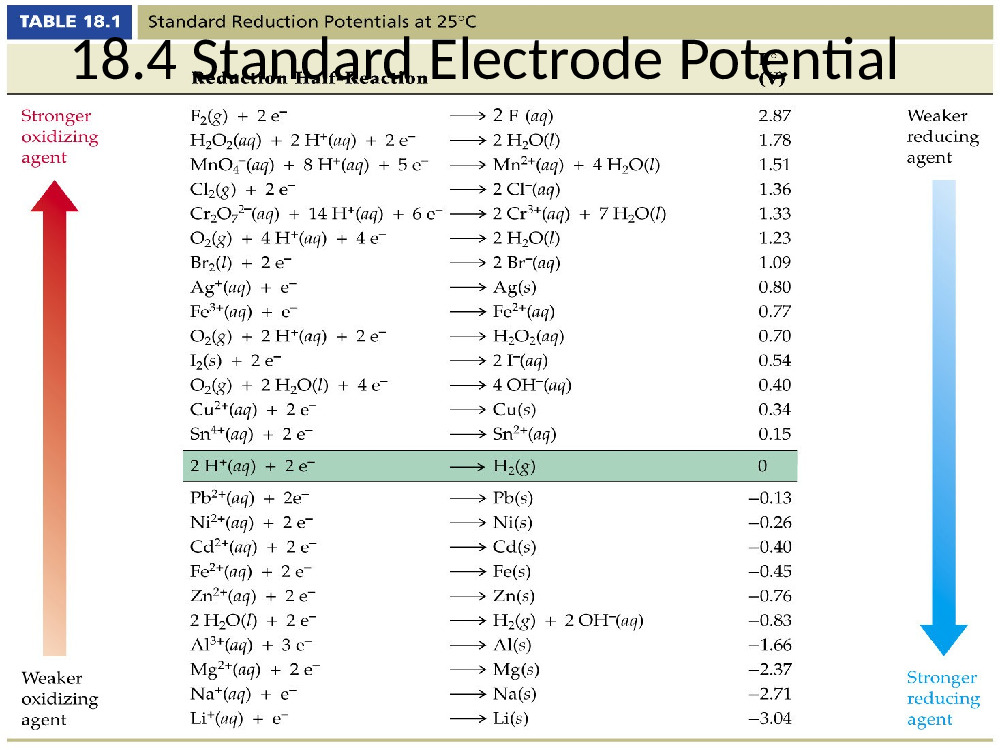 TABLE 18.1 Standard Reduction Potentials at 25°C
18.4 Standard Electrode Potential
Reduction Half-Reaction (V)
Stronger oxidizing agent
Weaker reducing agent
F₂(g) + 2 e⁻ ⟶ 2 F (aq) 2.87
H₂O₂(aq) + 2 H⁺(aq) + 2 e⁻ ⟶ 2 H₂O(l) 1.78
MnO₄⁻(aq) + 8 H⁺(aq) + 5 e⁻ ⟶ Mn²⁺(aq) + 4 H₂O(l) 1.51
Cl₂(g) + 2 e⁻ ⟶ 2 Cl⁻(aq) 1.36
Cr₂O₇²⁻(aq) + 14 H⁺(aq) + 6 e⁻ ⟶ 2 Cr³⁺(aq) + 7 H₂O(l) 1.33
O₂(g) + 4 H⁺(aq) + 4 e⁻ ⟶ 2 H₂O(l) 1.23
Br₂(l) + 2 e⁻ ⟶ 2 Br⁻(aq) 1.09
Ag⁺(aq) + e⁻ ⟶ Ag(s) 0.80
Fe³⁺(aq) + e⁻ ⟶ Fe²⁺(aq) 0.77
O₂(g) + 2 H⁺(aq) + 2 e⁻ ⟶ H₂O₂(aq) 0.70
I₂(s) + 2 e⁻ ⟶ 2 I⁻(aq) 0.54
O₂(g) + 2 H₂O(l) + 4 e⁻ ⟶ 4 OH⁻(aq) 0.40
Cu²⁺(aq) + 2 e⁻ ⟶ Cu(s) 0.34
Sn⁴⁺(aq) + 2 e⁻ ⟶ Sn²⁺(aq) 0.15
2 H⁺(aq) + 2 e⁻ ⟶ H₂(g) 0
Pb²⁺(aq) + 2e⁻ ⟶ Pb(s) −0.13
Ni²⁺(aq) + 2 e⁻ ⟶ Ni(s) −0.26
Cd²⁺(aq) + 2 e⁻ ⟶ Cd(s) −0.40
Fe²⁺(aq) + 2 e⁻ ⟶ Fe(s) −0.45
Zn²⁺(aq) + 2 e⁻ ⟶ Zn(s) −0.76
2 H₂O(l) + 2 e⁻ ⟶ H₂(g) + 2 OH⁻(aq) −0.83
Al³⁺(aq) + 3 e⁻ ⟶ Al(s) −1.66
Mg²⁺(aq) + 2 e⁻ ⟶ Mg(s) −2.37
Na⁺(aq) + e⁻ ⟶ Na(s) −2.71
Li⁺(aq) + e⁻ ⟶ Li(s) −3.04
Weaker oxidizing agent
Stronger reducing agent